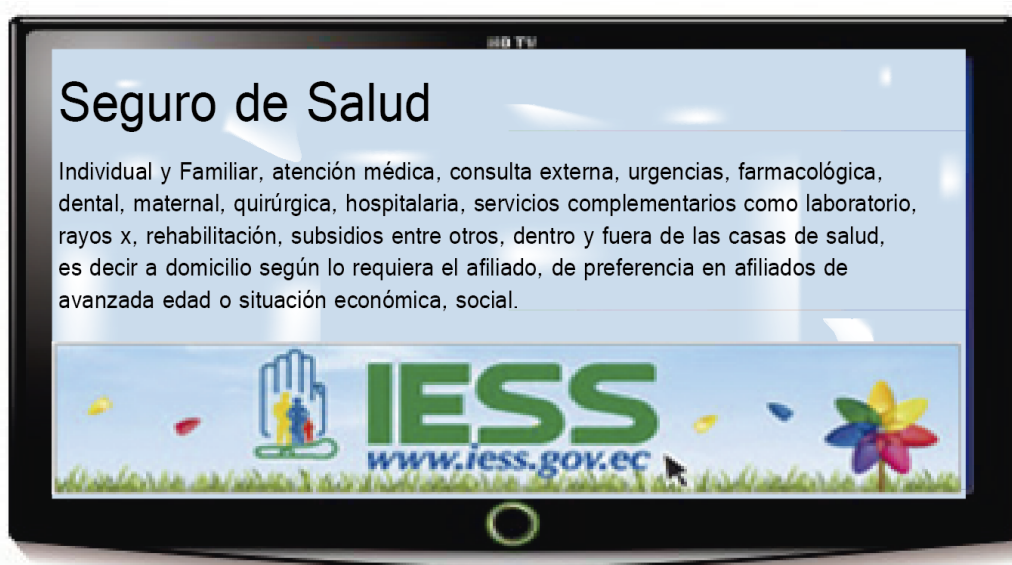 HD TV
Seguro de Salud
Individual y Familiar, atención médica, consulta externa, urgencias, farmacológica,
dental, maternal, quirúrgica, hospitalaria, servicios complementarios como laboratorio,
rayos x, rehabilitación, subsidios entre otros, dentro y fuera de las casas de salud,
es decir a domicilio según lo requiera el afiliado, de preferencia en afiliados de
avanzada edad o situación económica, social.
IESS
www.iess.gov.ec